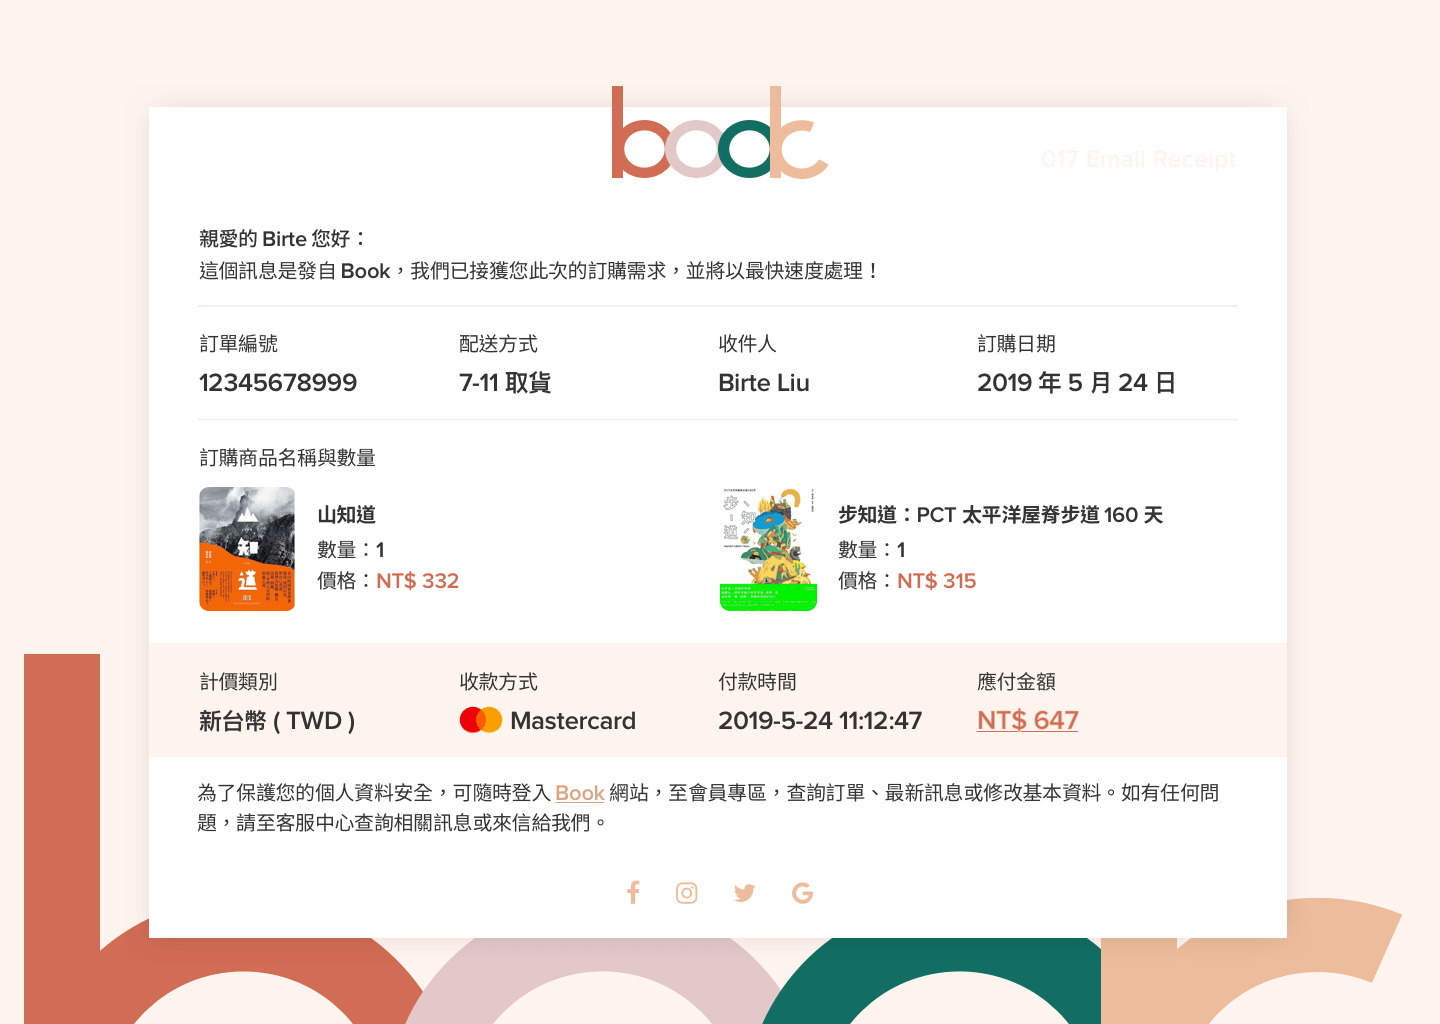 book
017 Email Receipt
親愛的 Birte 您好：
這個訊息是發自 Book，我們已接獲您此次的訂購需求，並將以最快速度處理！
訂單編號
12345678999
配送方式
7-11 取貨
收件人
Birte Liu
訂購日期
2019 年 5 月 24 日
訂購商品名稱與數量
山知道
數量：1
價格：NT$ 332
知
道
步知道：PCT 太平洋屋脊步道 160 天
數量：1
價格：NT$ 315
步
知
道
計價類別
新台幣 ( TWD )
收款方式
Mastercard
付款時間
2019-5-24 11:12:47
應付金額
NT$ 647
為了保護您的個人資料安全，可隨時登入 Book 網站，至會員專區，查詢訂單、最新訊息或修改基本資料。如有任何問
題，請至客服中心查詢相關訊息或來信給我們。